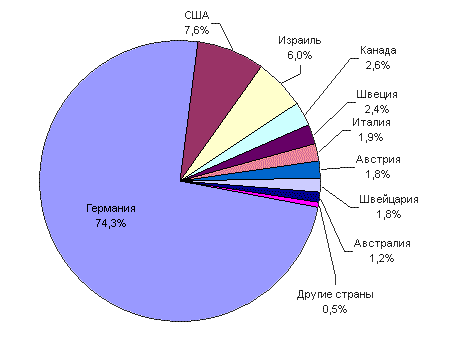 США
7,6%
Израиль
6,0%
Канада
2,6%
Швеция
2,4%
Италия
1,9%
Австрия
1,8%
Швейцария
1,8%
Австралия
1,2%
Другие страны
0,5%
Германия
74,3%